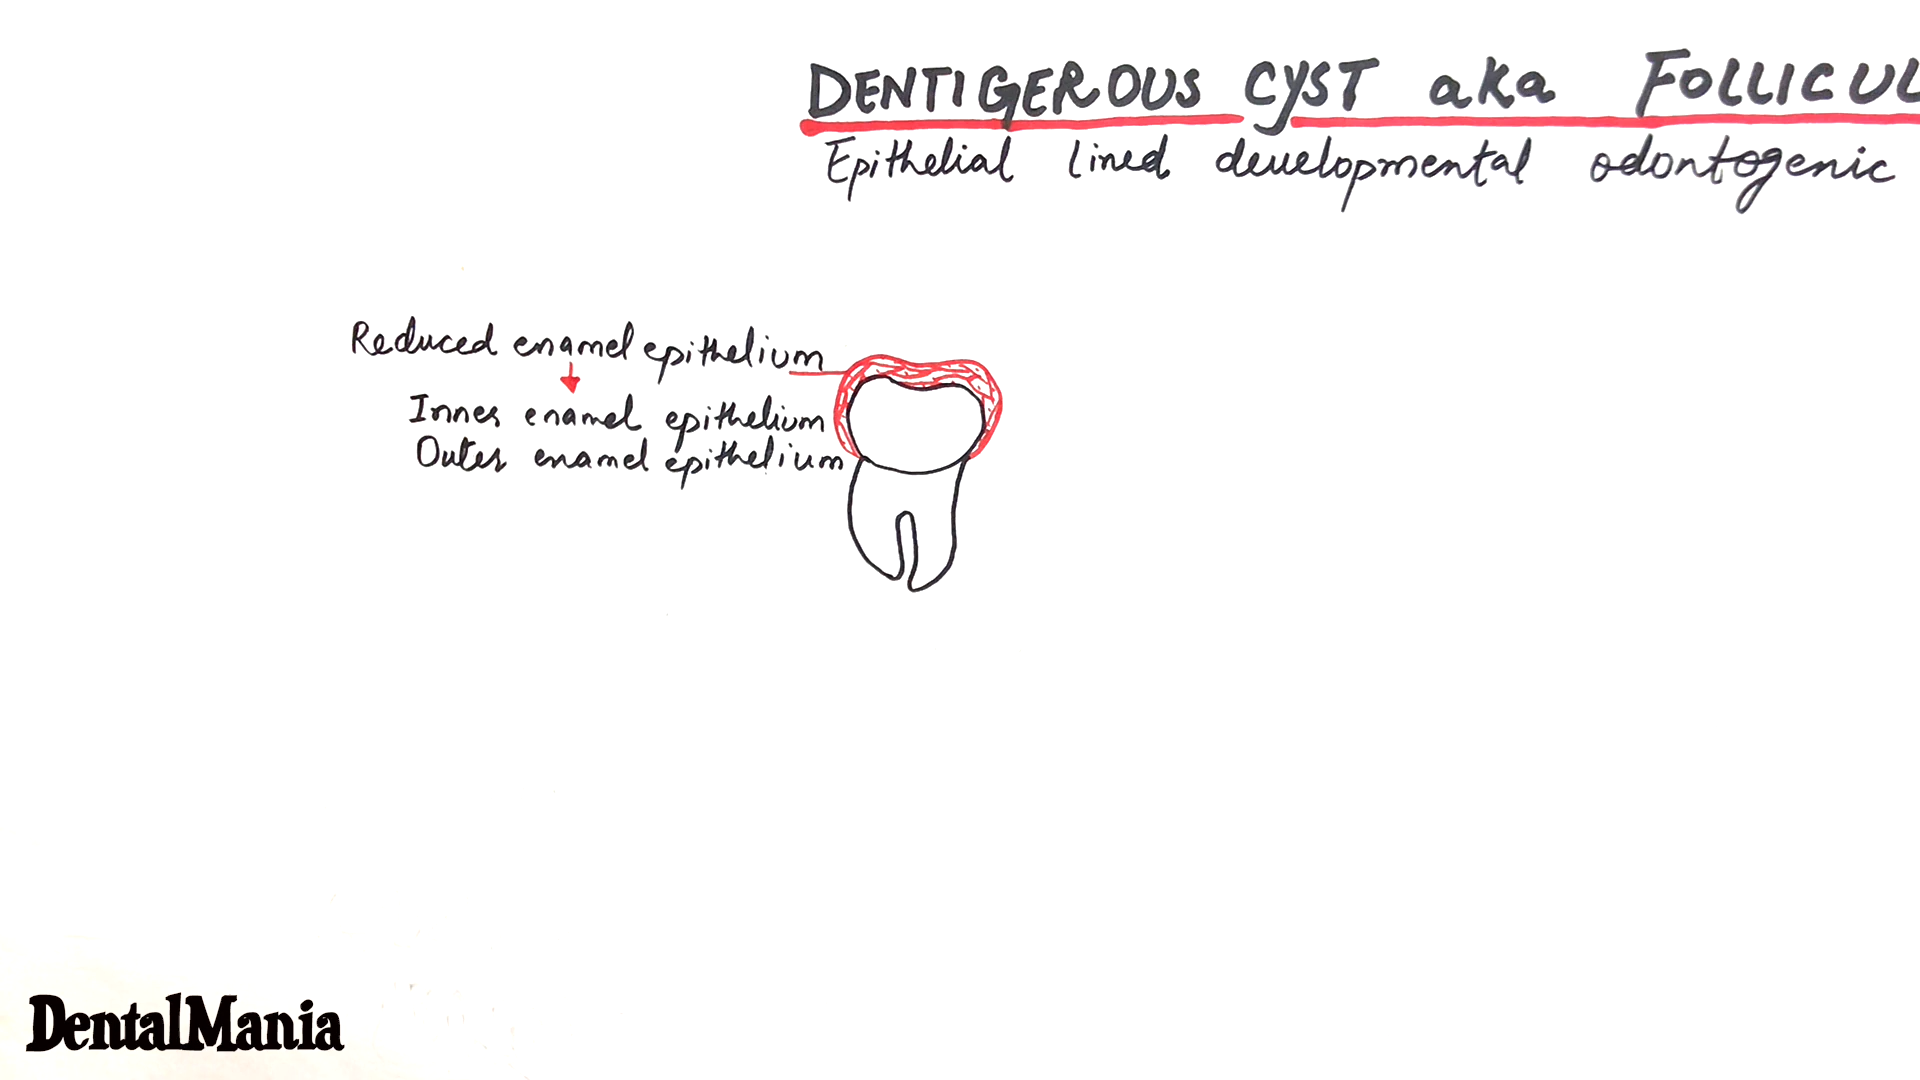 DENTIGEROUS CYST aka FOLLICUL
Epithelial lined developmental odontogenic
Reduced enamel epithelium
Inner enamel epithelium
Outer enamel epithelium
DentalMania